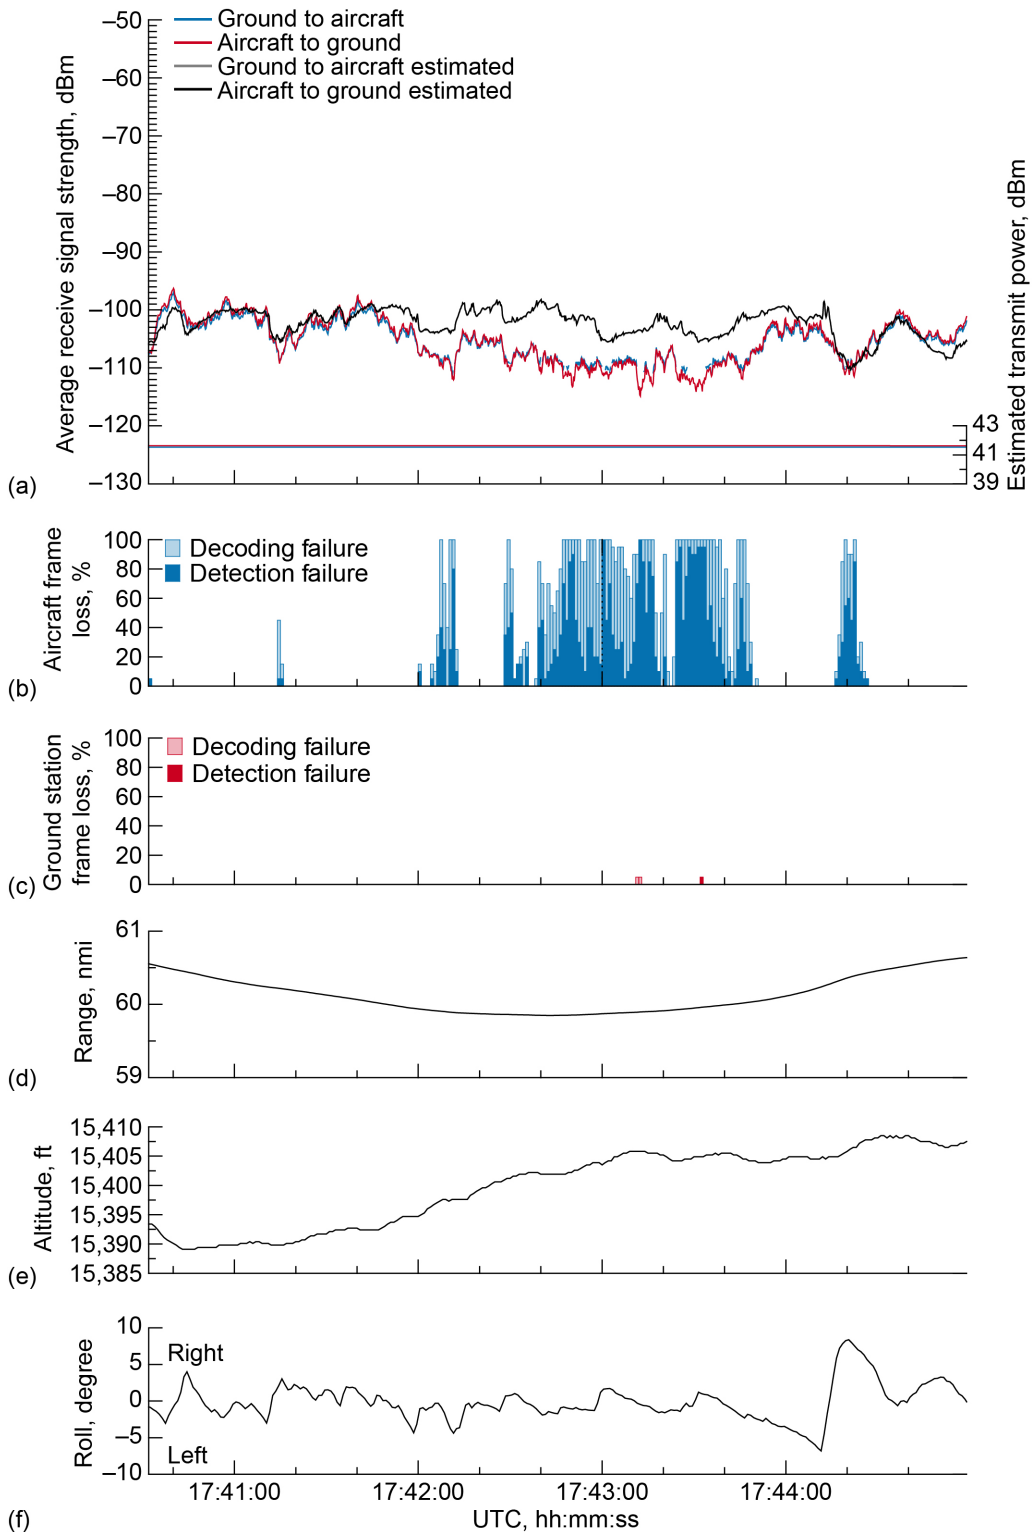 –50
–60
–70
–80
–90
–100
–110
–120
–130
Average receive signal strength, dBm
Ground to aircraft
Aircraft to ground
Ground to aircraft estimated
Aircraft to ground estimated
43
41
39
Estimated transmit power, dBm
(a)
100
80
60
40
20
0
Aircraft frame
loss, %
Decoding failure
Detection failure
(b)
100
80
60
40
20
0
Ground station
frame loss, %
Decoding failure
Detection failure
(c)
61
60
59
Range, nmi
(d)
15,410
15,405
15,400
15,395
15,390
15,385
Altitude, ft
(e)
10
5
0
–5
–10
Roll, degree
Right
Left
17:41:00 17:42:00 17:43:00 17:44:00
UTC, hh:mm:ss
(f)